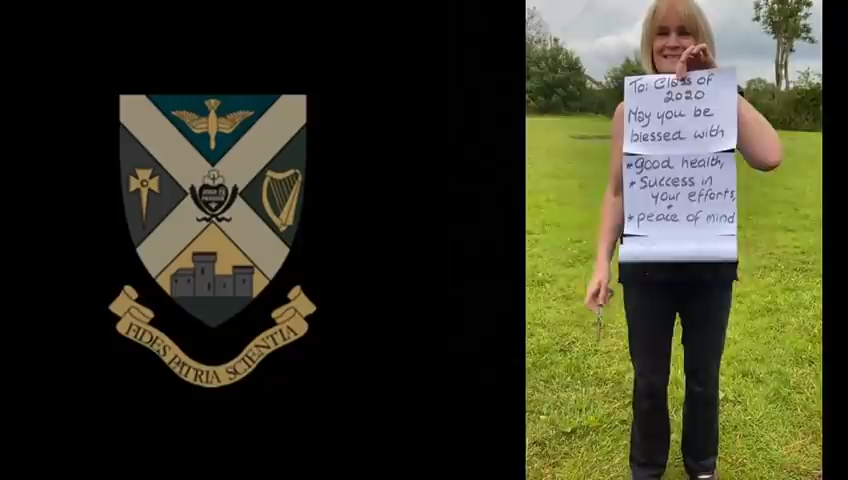 FIDES PATRIA SCIENTIA
To: Class of
2020
May you be
blessed with
*Good health,
* Success in
your efforts,
* peace of mind